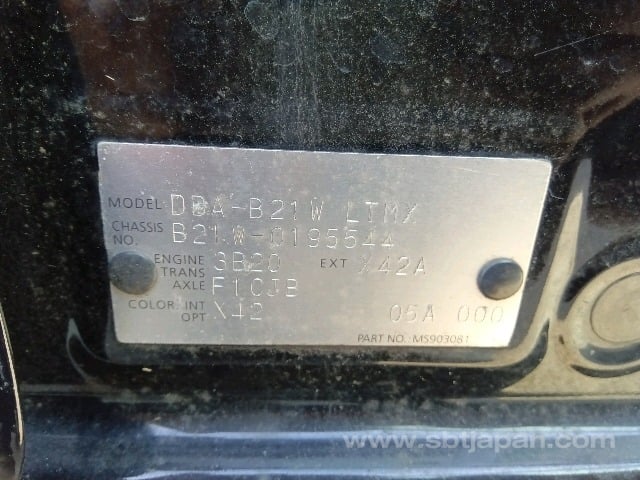 MODEL DBA-B21W LTMX
CHASSIS NO. B21W-0195544
ENGINE 3B20 EXT X42A
TRANS AXLE F1CJB
COLOR: INT OPT X42 05A 000
PART NO.: MS903081
www.sbtjapan.com